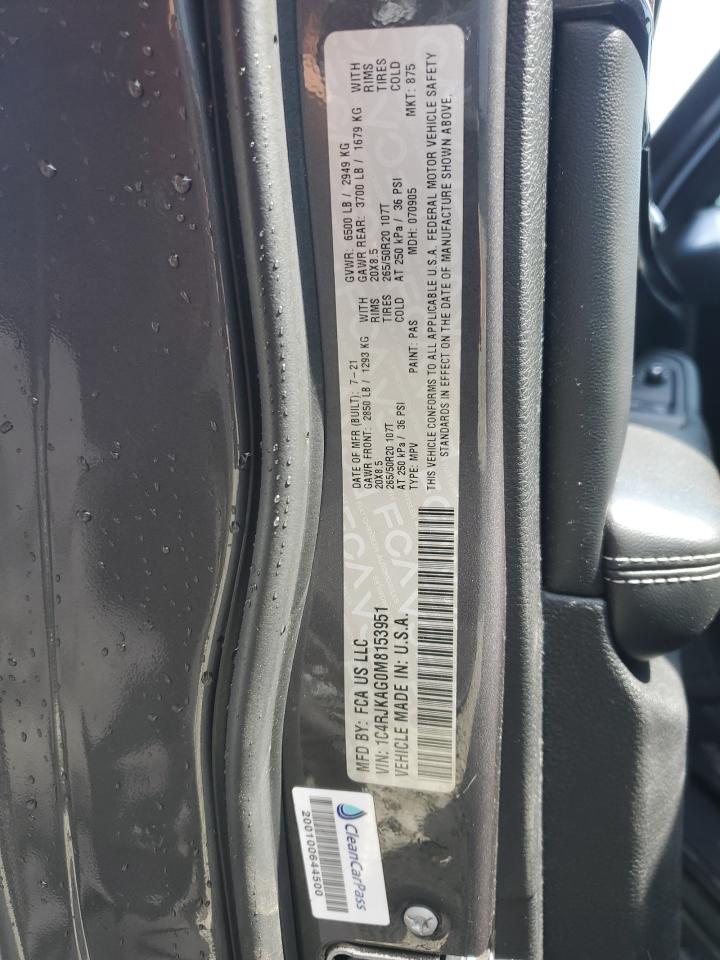 MFD BY: FCA US LLC
VIN: 1C4RJKAG0M8153951
VEHICLE MADE IN: U.S.A.
DATE OF MFR (BUILT): 7-21
GAWR FRONT: 2850 LB / 1293 KG WITH
20X8.5 RIMS
265/50R20 107T TIRES
AT 250 kPa / 36 PSI COLD
TYPE: MPV PAINT: PAS
GVWR: 6500 LB / 2949 KG
GAWR REAR: 3700 LB / 1679 KG WITH
20X8.5 RIMS
265/50R20 107T TIRES
AT 250 kPa / 36 PSI COLD
MDH: 070905 MKT: 875
THIS VEHICLE CONFORMS TO ALL APPLICABLE U.S.A. FEDERAL MOTOR VEHICLE SAFETY
STANDARDS IN EFFECT ON THE DATE OF MANUFACTURE SHOWN ABOVE.
FCA
CleanCarPass
2001000644500